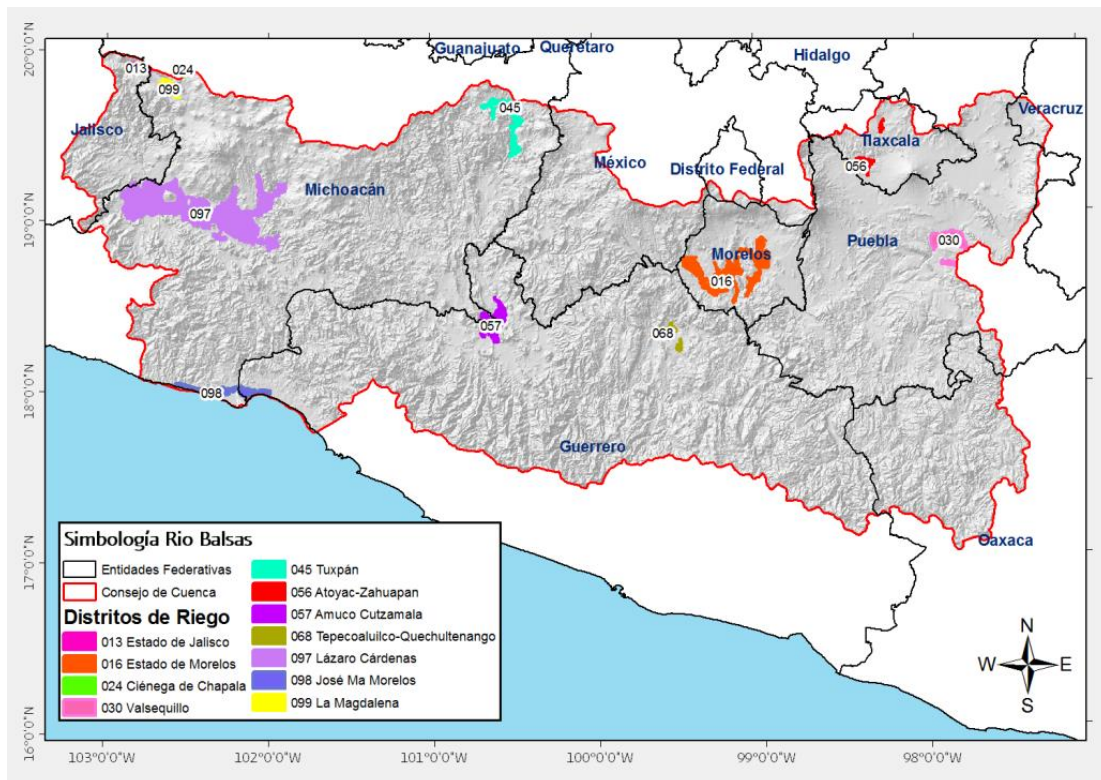 Guanajuato
Querétaro
Hidalgo
013
024
099
045
Veracruz
Jalisco
Tlaxcala
056
México
Distrito Federal
Michoacán
097
Puebla
030
Morelos
016
057
068
098
Guerrero
Oaxaca
20°0'0"N
19°0'0"N
18°0'0"N
17°0'0"N
16°0'0"N
Simbología Rio Balsas
Entidades Federativas
Consejo de Cuenca
Distritos de Riego
013 Estado de Jalisco
016 Estado de Morelos
024 Ciénega de Chapala
030 Valsequillo
045 Tuxpán
056 Atoyac-Zahuapan
057 Amuco Cutzamala
068 Tepecoaluilco-Quechultenango
097 Lázaro Cárdenas
098 José Ma Morelos
099 La Magdalena
N
W
E
S
103°0'0"W
102°0'0"W
101°0'0"W
100°0'0"W
99°0'0"W
98°0'0"W